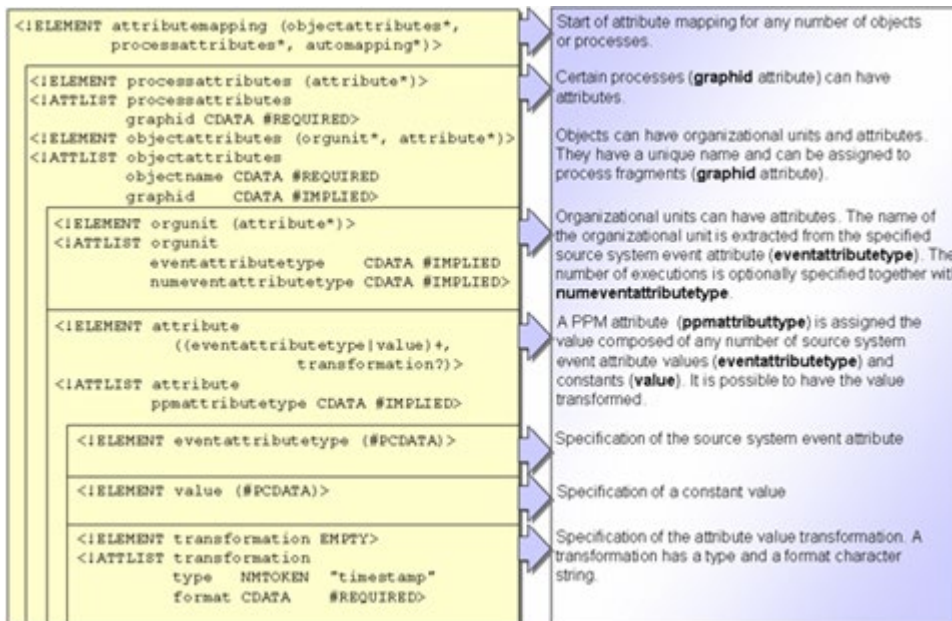 <!ELEMENT attributemapping (objectattributes*,
processattributes*, automapping*)>
Start of attribute mapping for any number of objects
or processes.
<!ELEMENT processattributes (attribute*)>
<!ATTLIST processattributes
graphid CDATA #REQUIRED>
<!ELEMENT objectattributes (orgunit*, attribute*)>
<!ATTLIST objectattributes
objectname CDATA #REQUIRED
graphid CDATA #IMPLIED>
Certain processes (graphid attribute) can have
attributes.
Objects can have organizational units and attributes.
They have a unique name and can be assigned to
process fragments (graphid attribute).
<!ELEMENT orgunit (attribute*)>
<!ATTLIST orgunit
eventattributetype CDATA #IMPLIED
numeventattributetype CDATA #IMPLIED>
Organizational units can have attributes. The name of
the organizational unit is extracted from the specified
source system event attribute (eventattributetype). The
number of executions is optionally specified together with
numeventattributetype.
<!ELEMENT attribute
((eventattributetype|value)+,
transformation?)>
<!ATTLIST attribute
ppmattributetype CDATA #IMPLIED>
A PPM attribute (ppmattributtype) is assigned the
value composed of any number of source system
event attribute values (eventattributetype) and
constants (value). It is possible to have the value
transformed.
<!ELEMENT eventattributetype (#PCDATA)>
Specification of the source system event attribute
<!ELEMENT value (#PCDATA)>
Specification of a constant value
<!ELEMENT transformation EMPTY>
<!ATTLIST transformation
type NMTOKEN "timestamp"
format CDATA #REQUIRED>
Specification of the attribute value transformation. A
transformation has a type and a format character
string.